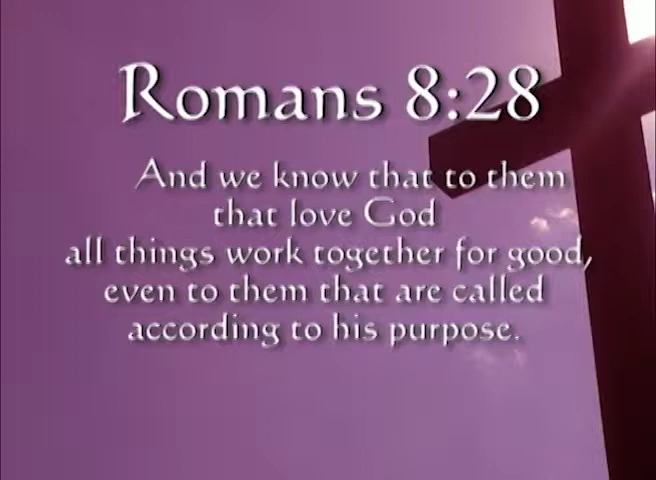 Romans 8:28
And we know that to them
that love God
all things work together for good,
even to them that are called
according to his purpose.